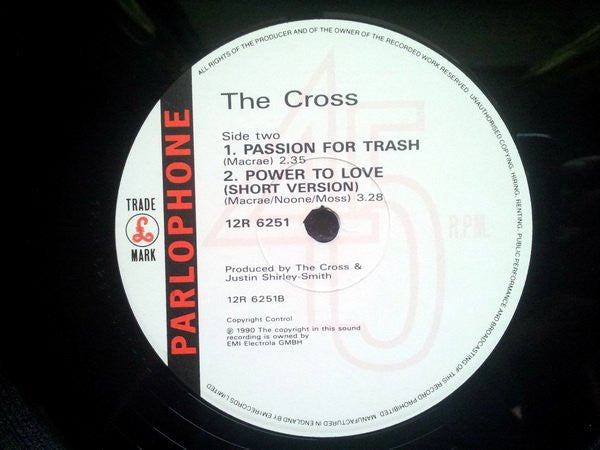 ALL RIGHTS OF THE PRODUCER AND OF THE OWNER OF THE RECORDED WORK RESERVED. UNAUTHORISED COPYING, HIRING, RENTING, PUBLIC PERFORMANCE AND BROADCASTING OF THIS RECORD PROHIBITED. MANUFACTURED IN ENGLAND BY EMI RECORDS LIMITED
The Cross
Side two
1. PASSION FOR TRASH
(Macrae) 2.35
2. POWER TO LOVE
(SHORT VERSION)
(Macrae/Noone/Moss) 3.28
12R 6251
45
R.P.M.
TRADE
£
MARK
PARLOPHONE
Produced by The Cross &
Justin Shirley-Smith
12R 6251B
Copyright Control
℗ 1990 The copyright in this sound
recording is owned by
EMI Electrola GMBH